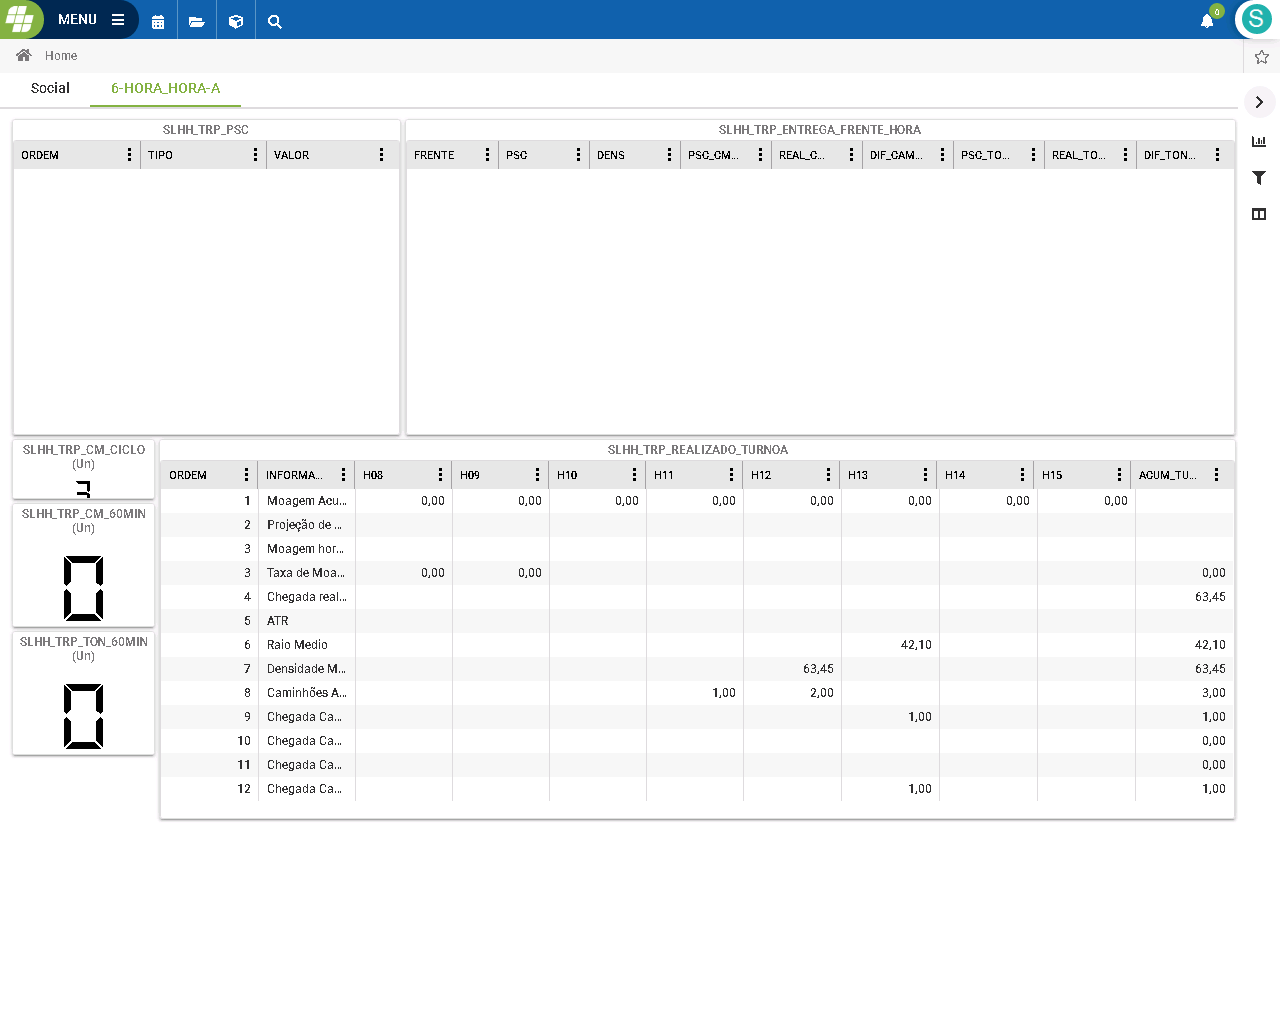 MENU
0
S
Home
Social 6-HORA_HORA-A
SLHH_TRP_PSC
ORDEM TIPO VALOR
SLHH_TRP_ENTREGA_FRENTE_HORA
FRENTE PSC DENS PSC_CM... REAL_C... DIF_CAM... PSC_TO... REAL_TO... DIF_TON...
SLHH_TRP_CM_CICLO
(Un)
SLHH_TRP_CM_60MIN
(Un)
0
SLHH_TRP_TON_60MIN
(Un)
0
SLHH_TRP_REALIZADO_TURNOA
ORDEM INFORMA... H08 H09 H10 H11 H12 H13 H14 H15 ACUM_TU...
1 Moagem Acu... 0,00 0,00 0,00 0,00 0,00 0,00 0,00 0,00
2 Projeção de ...
3 Moagem hor...
3 Taxa de Moa... 0,00 0,00 0,00
4 Chegada real... 63,45
5 ATR
6 Raio Medio 42,10 42,10
7 Densidade M... 63,45 63,45
8 Caminhões A... 1,00 2,00 3,00
9 Chegada Ca... 1,00 1,00
10 Chegada Ca... 0,00
11 Chegada Ca... 0,00
12 Chegada Ca... 1,00 1,00